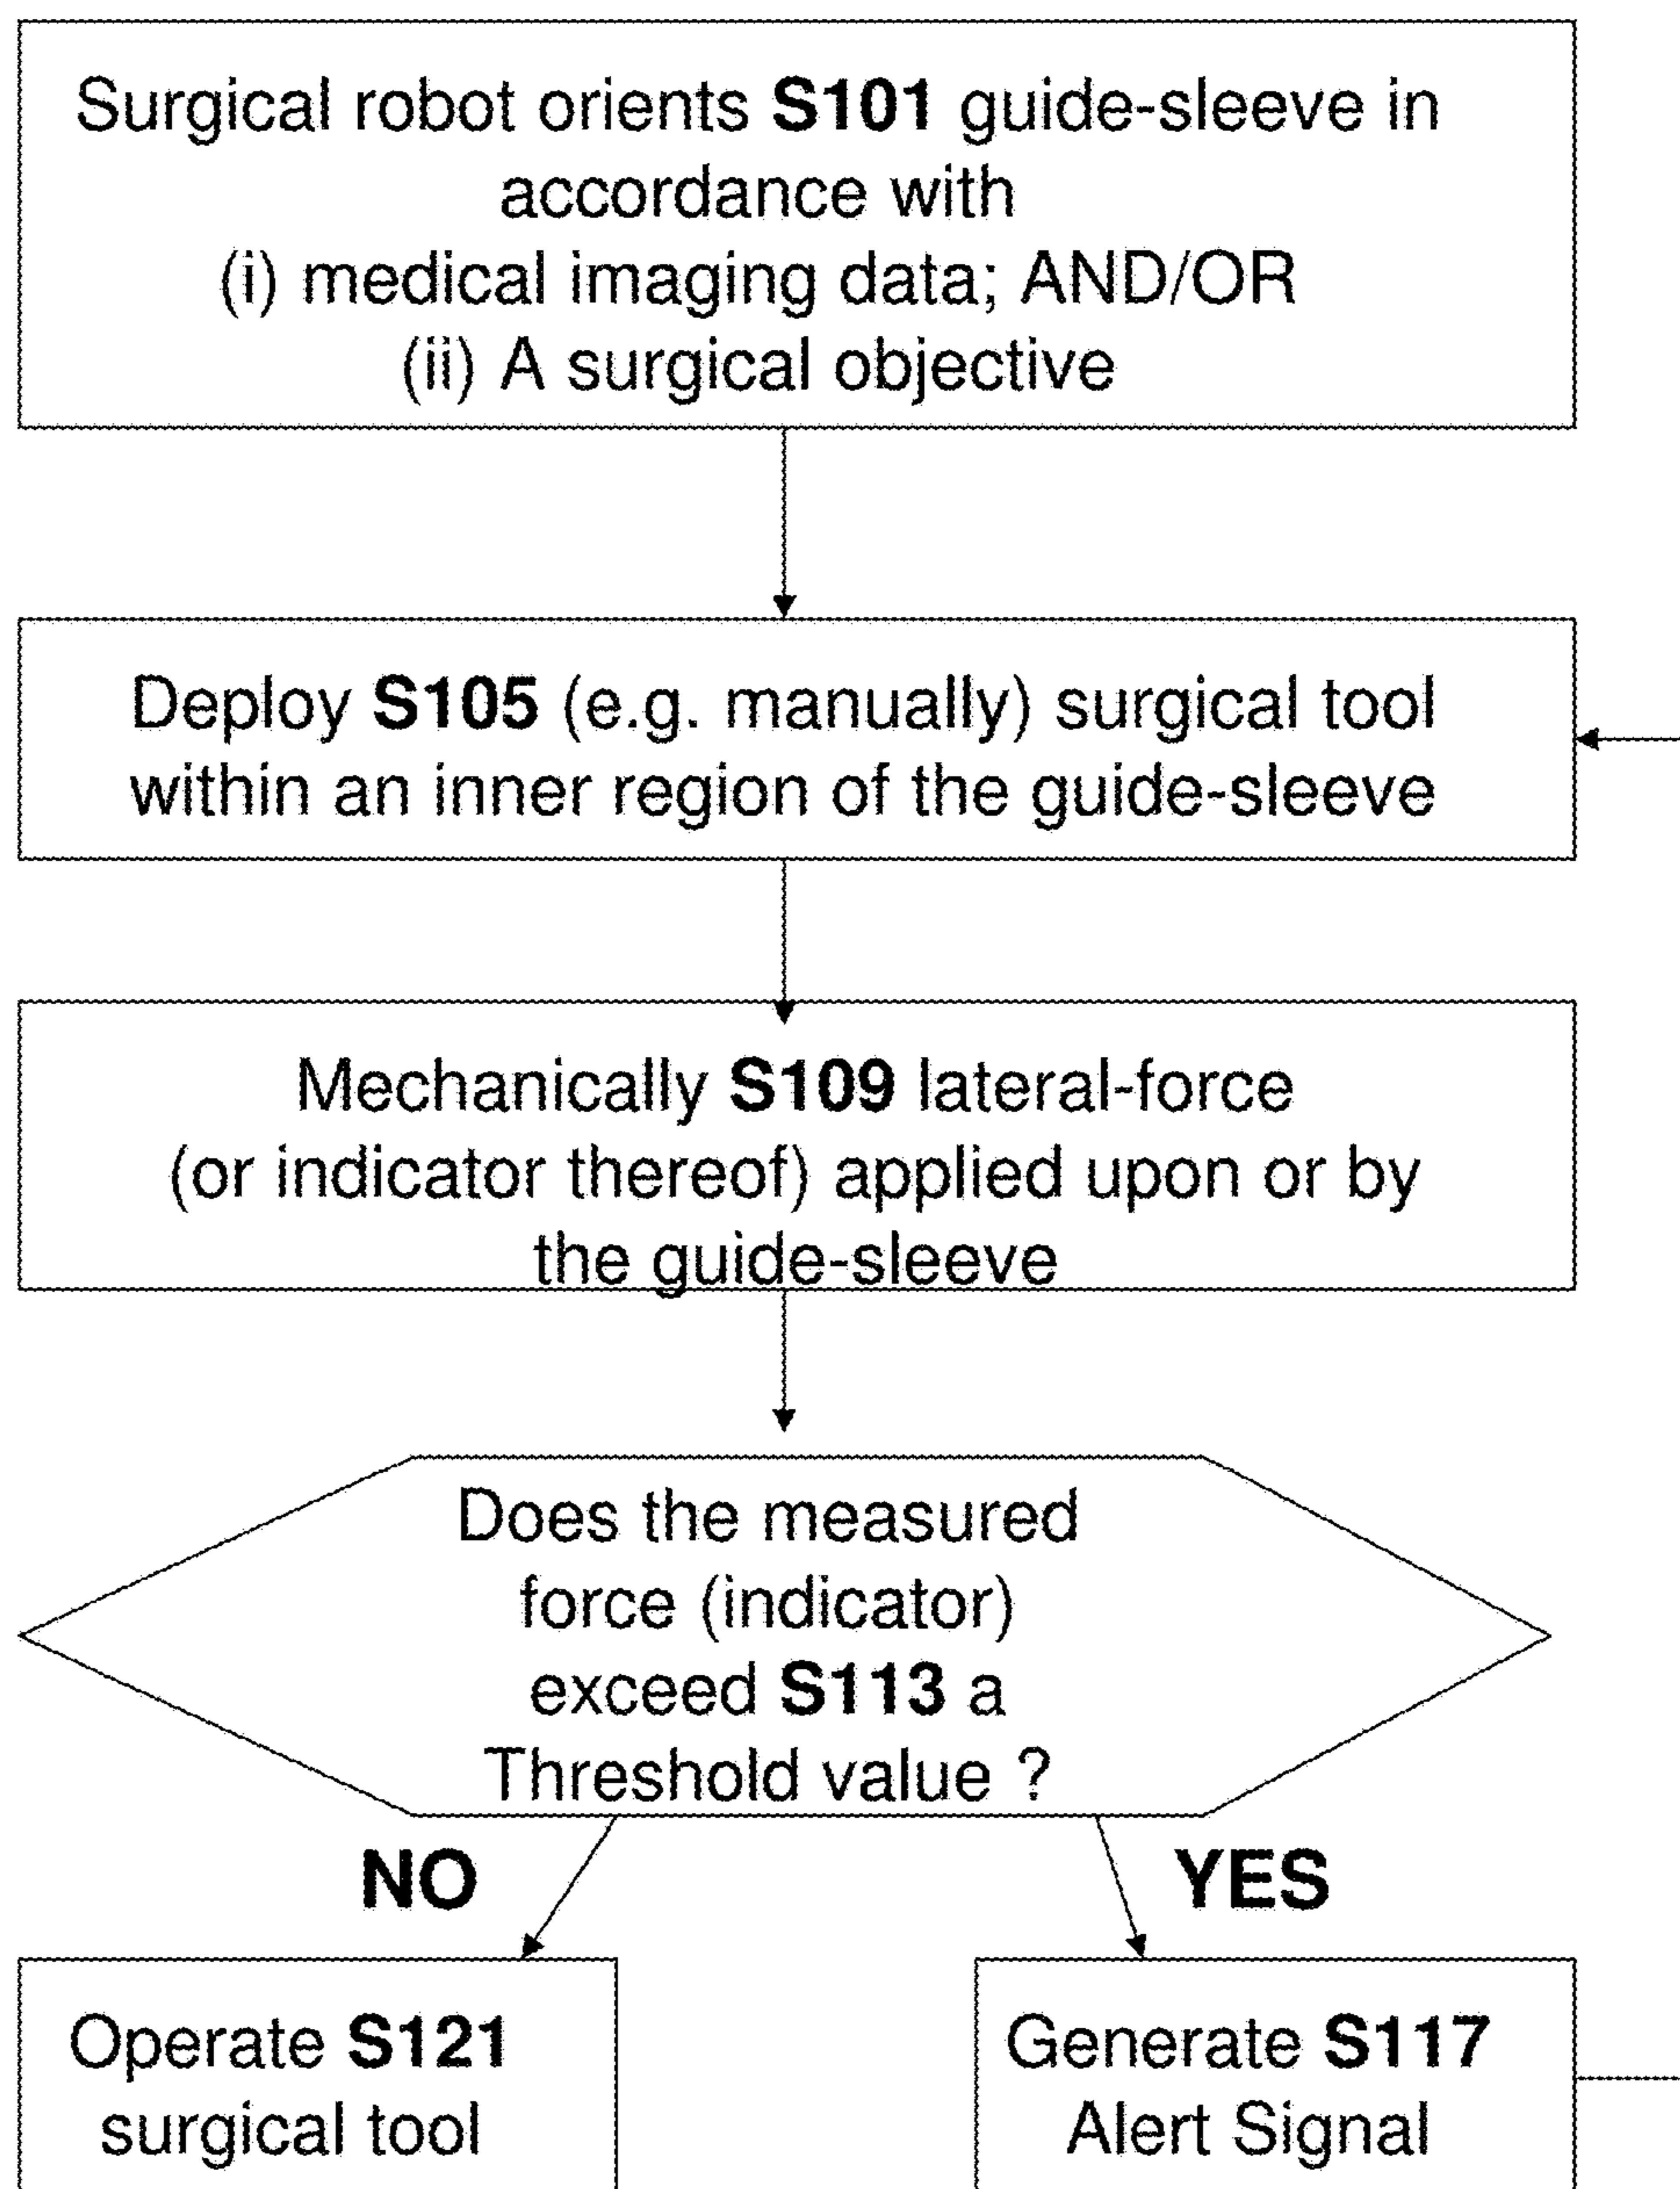 Surgical robot orients S101 guide-sleeve in
accordance with
(i) medical imaging data; AND/OR
(ii) A surgical objective
Deploy S105 (e.g. manually) surgical tool
within an inner region of the guide-sleeve
Mechanically S109 lateral-force
(or indicator thereof) applied upon or by
the guide-sleeve
Does the measured
force (indicator)
exceed S113 a
Threshold value ?
NO
YES
Operate S121
surgical tool
Generate S117
Alert Signal